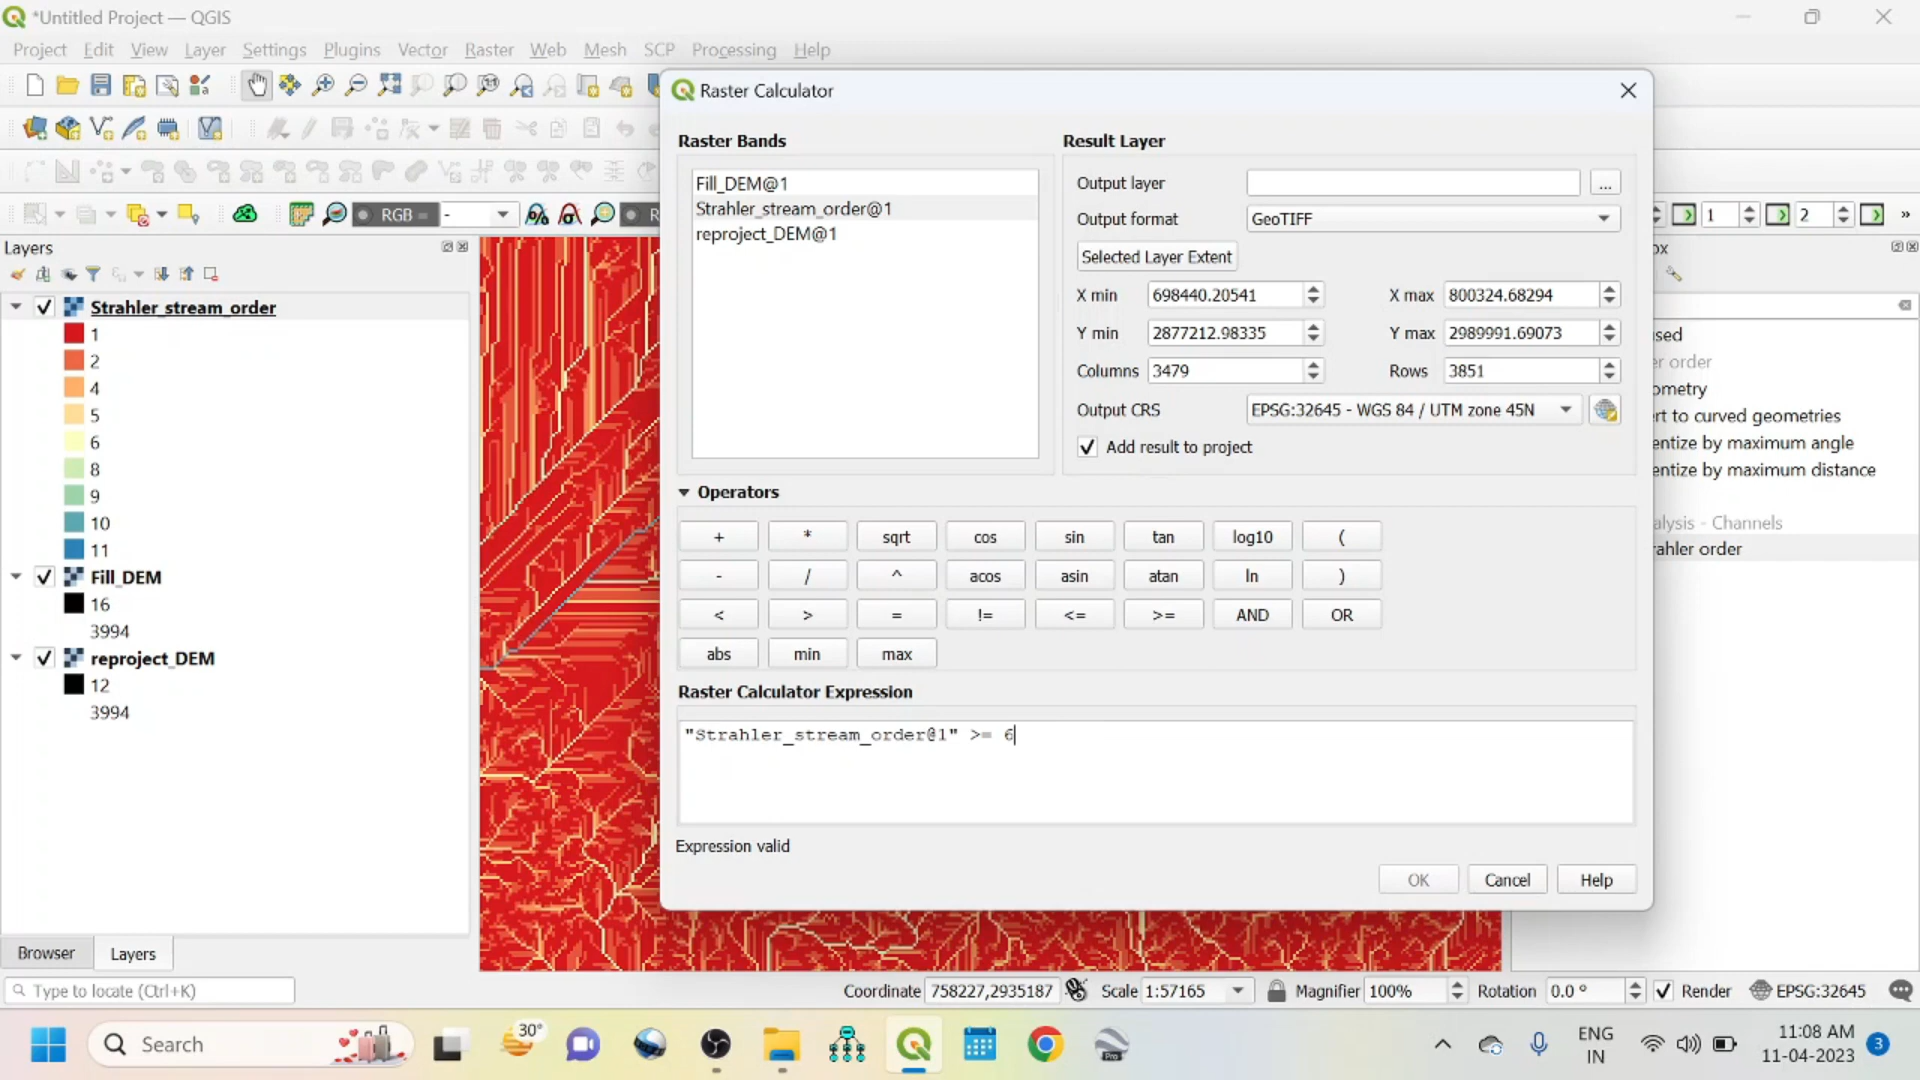 *Untitled Project — QGIS
Project Edit View Layer Settings Plugins Vector Raster Web Mesh SCP Processing Help
Raster Calculator
Raster Bands
Fill_DEM@1
Strahler_stream_order@1
reproject_DEM@1
Result Layer
Output layer
...
Output format GeoTIFF
Selected Layer Extent
X min 698440.20541 X max 800324.68294
Y min 2877212.98335 Y max 2989991.69073
Columns 3479 Rows 3851
Output CRS EPSG:32645 - WGS 84 / UTM zone 45N
Add result to project
Operators
+ * sqrt cos sin tan log10 (
- / ^ acos asin atan ln )
< > = != <= >= AND OR
abs min max
Raster Calculator Expression
"Strahler_stream_order@1" >= 6
Expression valid
OK Cancel Help
RGB -
1 2 »
Layers
Strahler_stream_order
1
2
4
5
6
8
9
10
11
Fill_DEM
16
3994
reproject_DEM
12
3994
Browser Layers
ox
sed
er order
ometry
rt to curved geometries
entize by maximum angle
entize by maximum distance
alysis - Channels
rahler order
Type to locate (Ctrl+K)
Coordinate 758227,2935187 Scale 1:57165 Magnifier 100% Rotation 0.0 ° Render EPSG:32645
Search
30°
Pro
ENG
IN
11:08 AM
11-04-2023
3